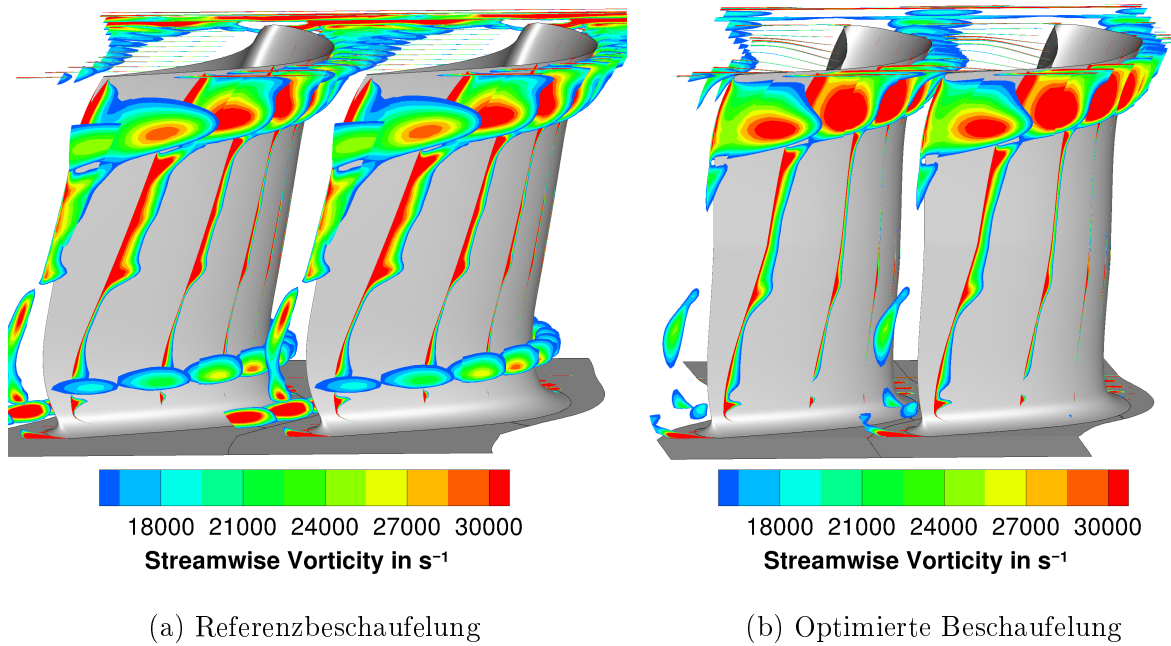 18000 21000 24000 27000 30000
Streamwise Vorticity in s⁻¹
(a) Referenzbeschaufelung
18000 21000 24000 27000 30000
Streamwise Vorticity in s⁻¹
(b) Optimierte Beschaufelung